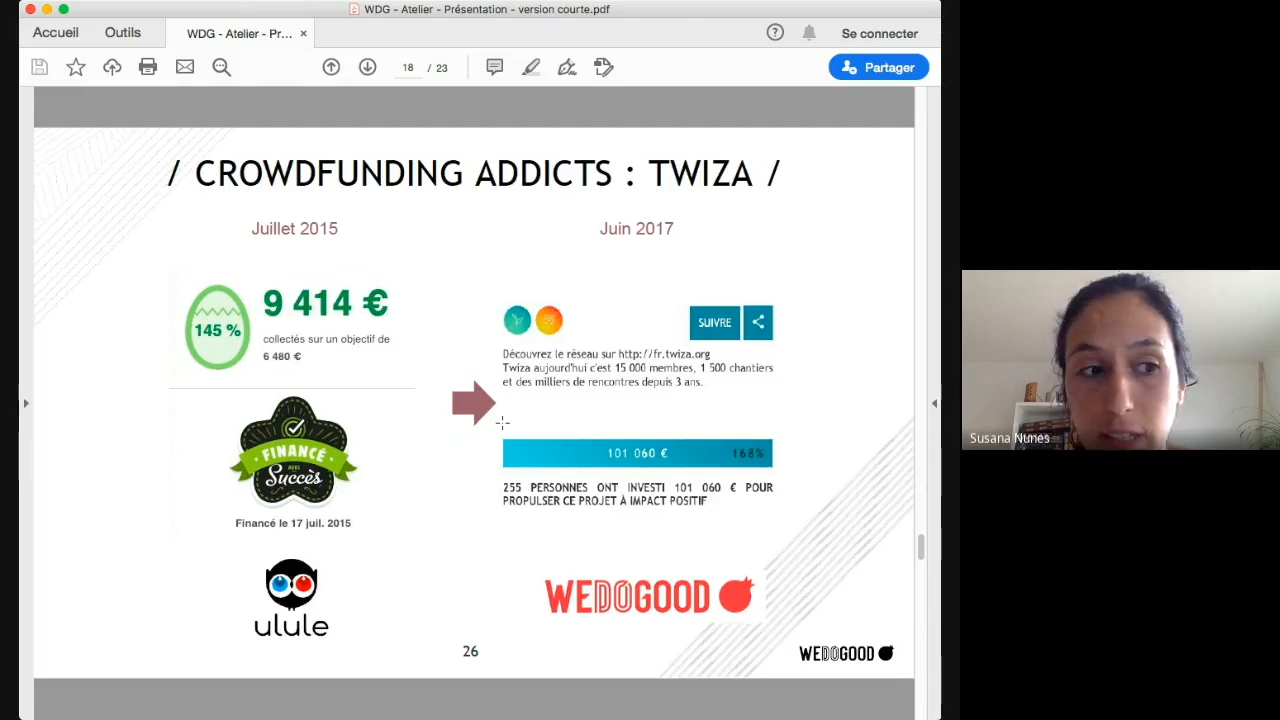 WDG - Atelier - Présentation - version courte.pdf
Accueil
Outils
WDG - Atelier - Pr... ×
Se connecter
18 / 23
Partager
/ CROWDFUNDING ADDICTS : TWIZA /
Juillet 2015
Juin 2017
145 %
9 414 €
collectés sur un objectif de
6 480 €
FINANCÉ
AVEC
Succès
Financé le 17 juil. 2015
ulule
SUIVRE
Découvrez le réseau sur http://fr.twiza.org
Twiza aujourd'hui c'est 15 000 membres, 1 500 chantiers
et des milliers de rencontres depuis 3 ans.
101 060 € 168%
255 PERSONNES ONT INVESTI 101 060 € POUR
PROPULSER CE PROJET À IMPACT POSITIF
WEDOGOOD
26
WEDOGOOD
Susana Nunes